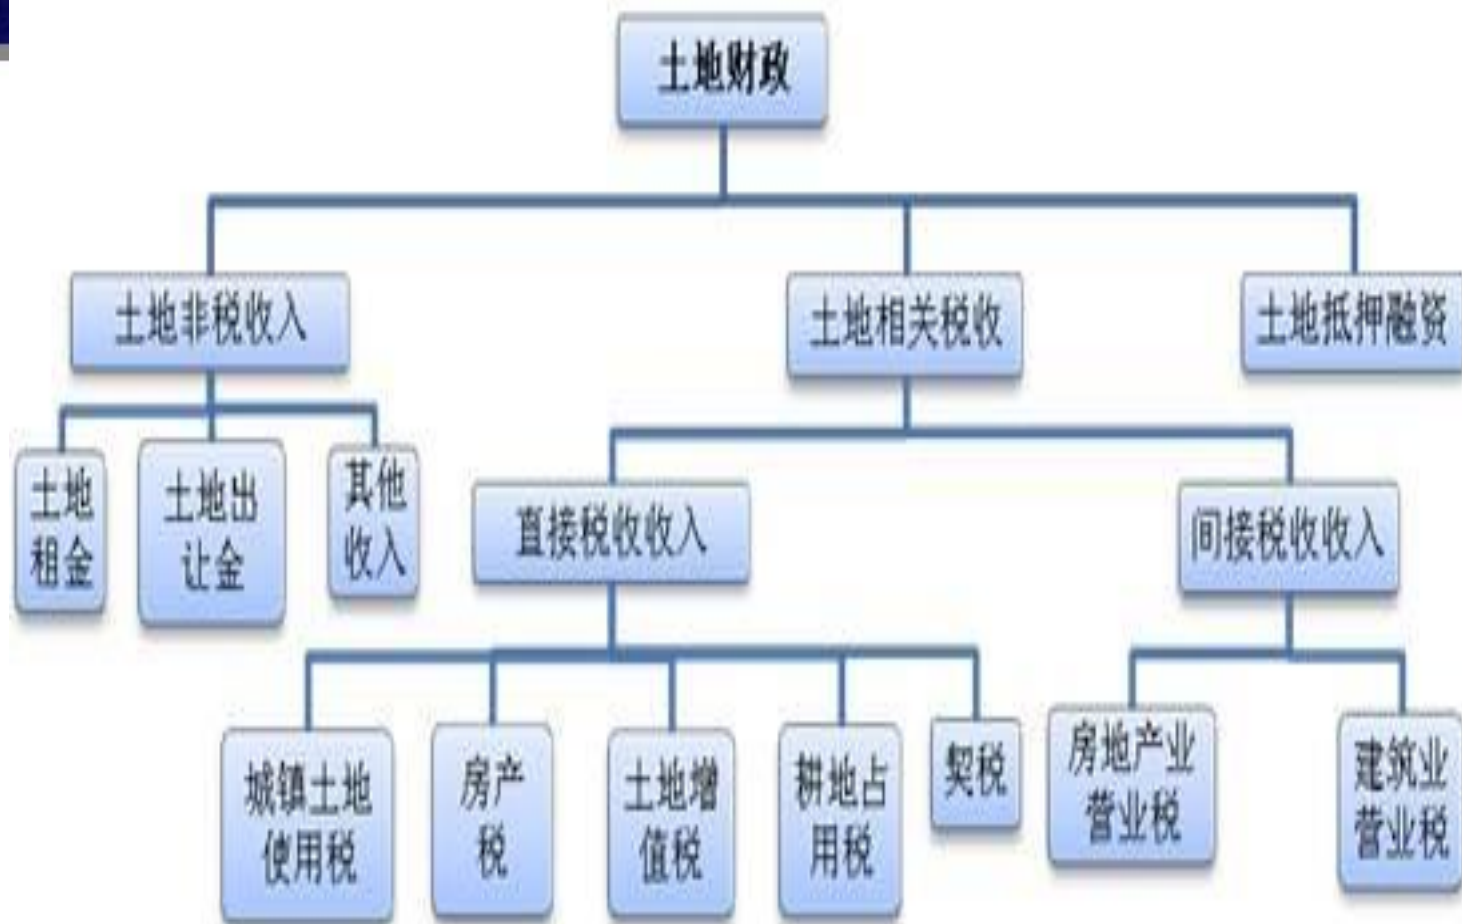 土地财政
土地非税收入
土地相关税收
土地抵押融资
土地
租金
土地出
让金
其他
收入
直接税收收入
间接税收收入
城镇土地
使用税
房产
税
土地增
值税
耕地占
用税
契税
房地产业
营业税
建筑业
营业税